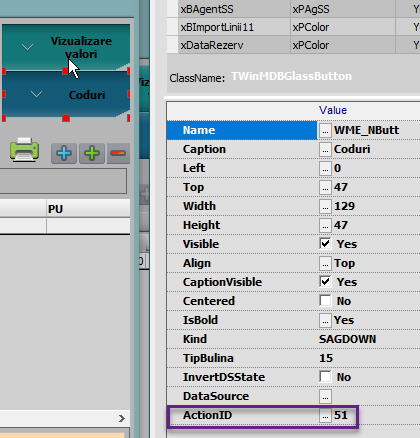 Vizualizare
valori
Coduri
PU
xBAgentSS xPAgSS Y
xBImportLinii11 xPColor Y
xDataRezerv xPColor Y
ClassName: TWinMDBGlassButton
Value
Name ... WME_NButt
Caption ... Coduri
Left ... 0
Top ... 47
Width ... 129
Height ... 47
Visible Yes
Align ... Top
CaptionVisible Yes
Centered No
IsBold ... Yes
Kind SAGDOWN
TipBulina 15
InvertDSState No
DataSource ...
ActionID ... 51